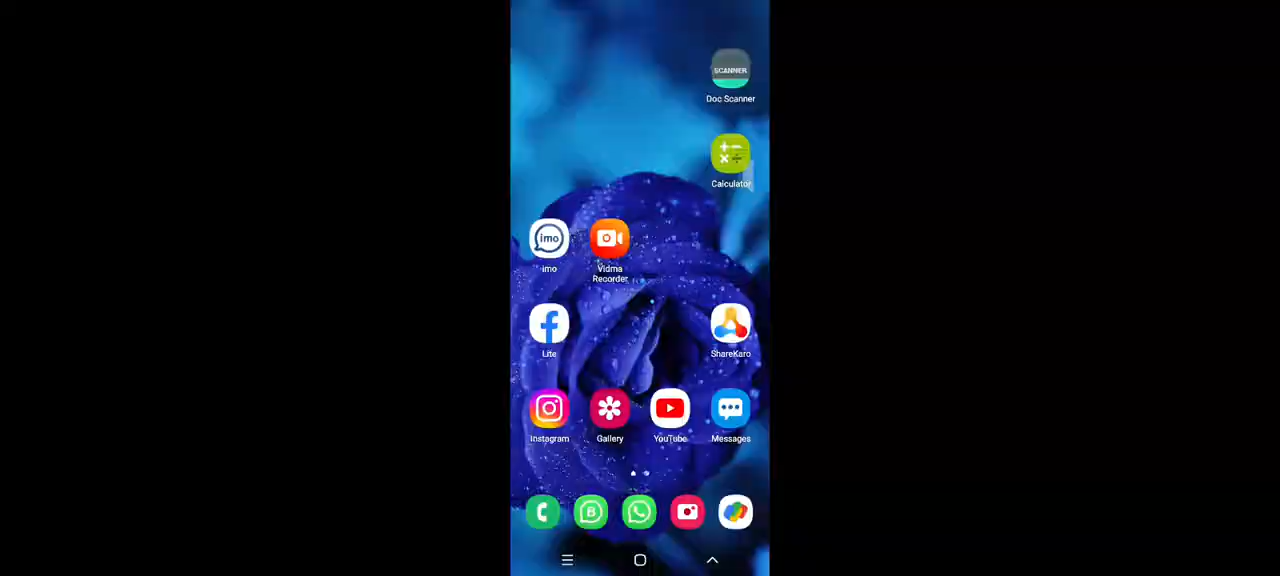 SCANNER
Doc Scanner
Calculator
imo
imo
Vidma
Recorder
Lite
ShareKaro
Instagram
Gallery
YouTube
Messages
B